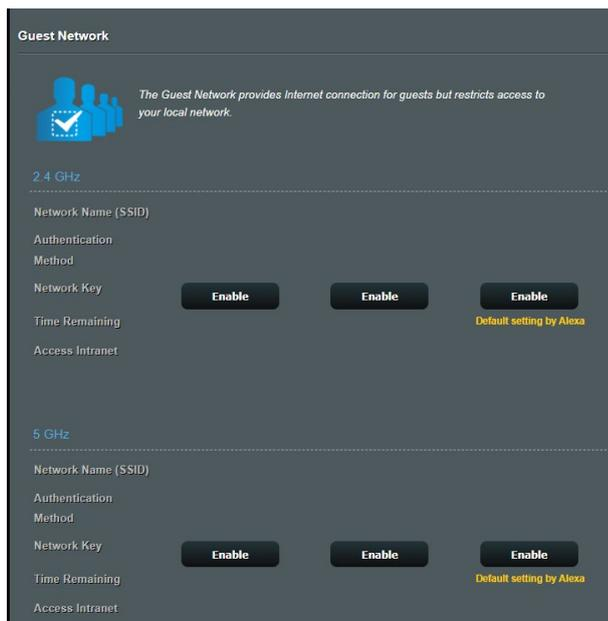 Guest Network
The Guest Network provides Internet connection for guests but restricts access to
your local network.
2.4 GHz
Network Name (SSID)
Authentication
Method
Network Key
Enable Enable Enable
Time Remaining
Default setting by Alexa
Access Intranet
5 GHz
Network Name (SSID)
Authentication
Method
Network Key
Enable Enable Enable
Time Remaining
Default setting by Alexa
Access Intranet